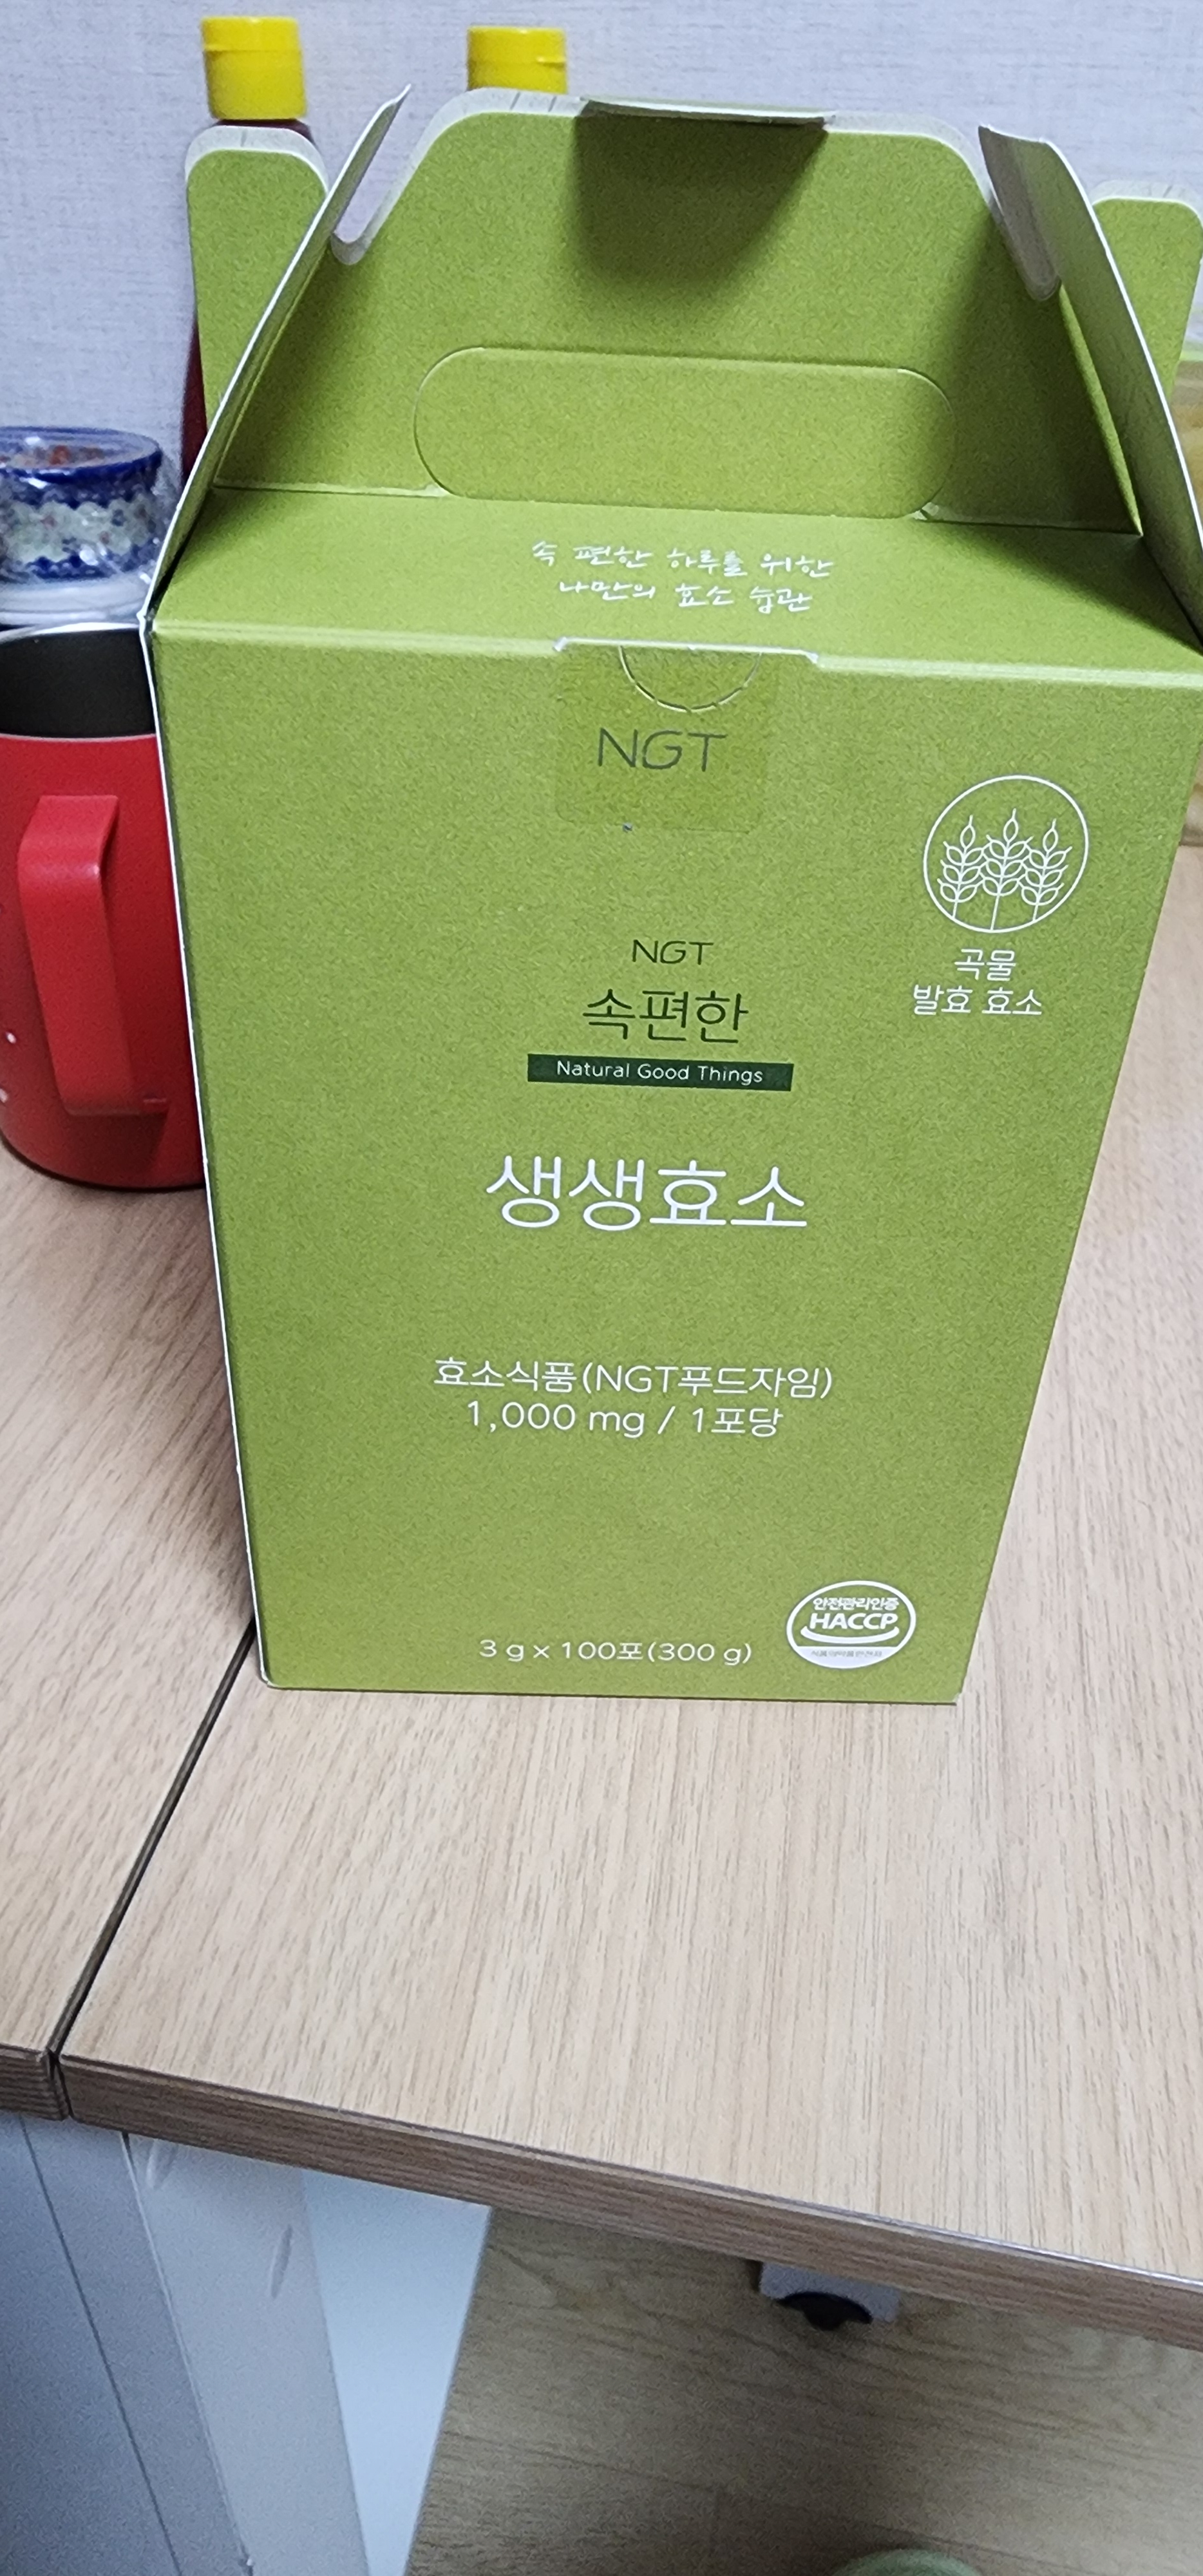 속 편한 하루를 위한
나만의 효소 습관
NGT
곡물
발효 효소
NGT
속편한
Natural Good Things
생생효소
효소식품(NGT푸드자임)
1,000 mg / 1포당
안전관리인증
HACCP
3 g x 100포(300 g)